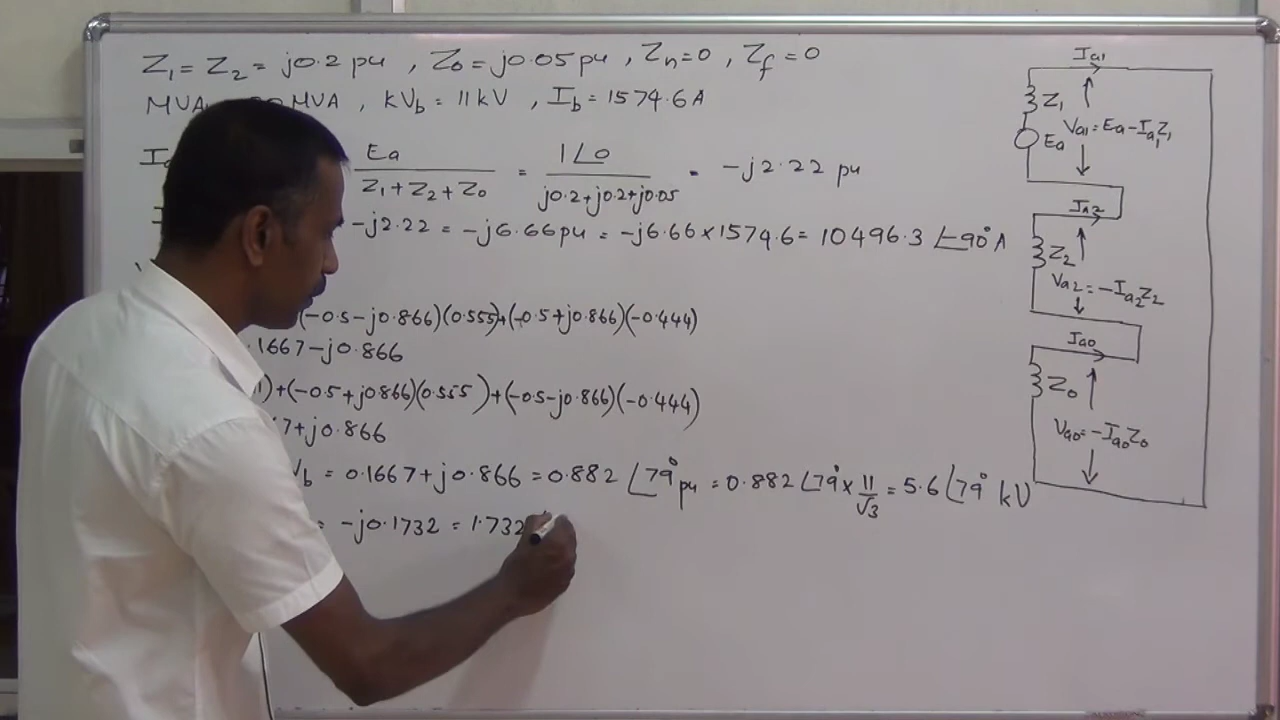 Z₁ = Z₂ = j0.2 pu , Z₀ = j0.05 pu , Zn = 0 , Zf = 0
MVA 0 MVA , kVb = 11 kV , Ib = 1574.6 A
Ea / Z₁ + Z₂ + Z₀ = 1∠0 / j0.2 + j0.2 + j0.05 = -j2.22 pu
-j2.22 = -j6.66 pu = -j6.66 × 1574.6 = 10496.3 ∠-90° A
(-0.5 - j0.866)(0.555) + (-0.5 + j0.866)(-0.444)
1667 - j0.866
1) + (-0.5 + j0.866)(0.555) + (-0.5 - j0.866)(-0.444)
7 + j0.866
Vb = 0.1667 + j0.866 = 0.882 ∠79° pu = 0.882 ∠79° × 11/√3 = 5.6 ∠79° kV
= -j0.1732 = 1.732
Ia1
Z₁
Ea
Va1 = Ea - Ia1Z₁
Ia2
Z₂
Va2 = -Ia2Z₂
Ia0
Z₀
Va0 = -Ia0Z₀